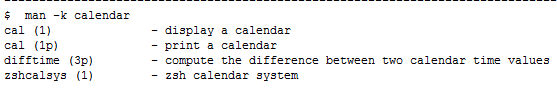 $  man -k calendar
cal (1)              - display a calendar
cal (1p)             - print a calendar
difftime (3p)        - compute the difference between two calendar time values
zshcalsys (1)        - zsh calendar system